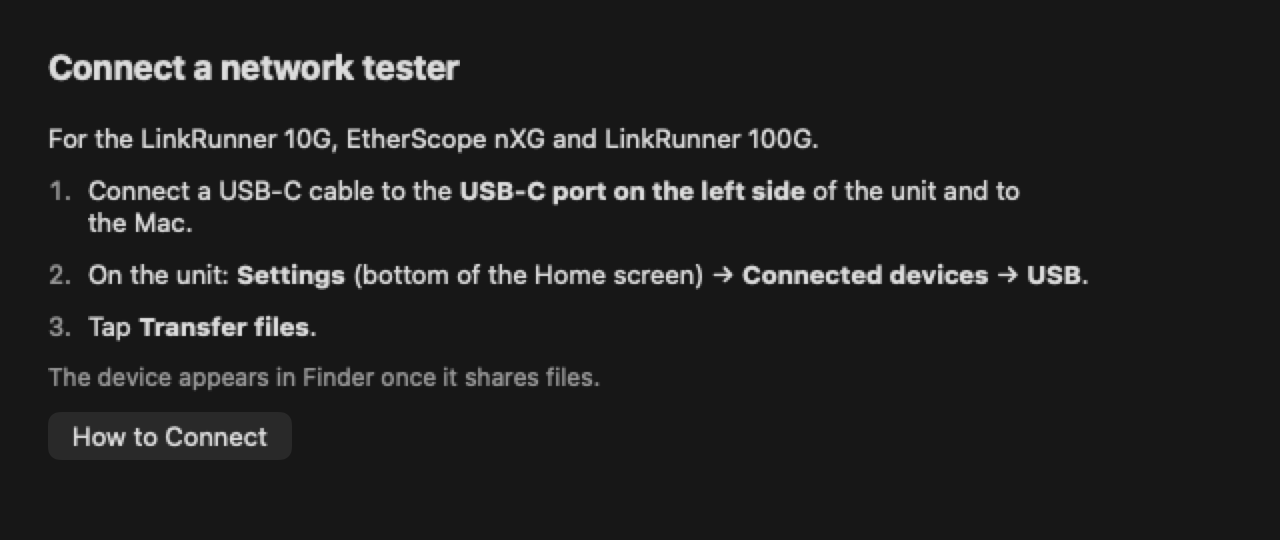 Connect a network tester
For the LinkRunner 10G, EtherScope nXG and LinkRunner 100G.
1. Connect a USB-C cable to the USB-C port on the left side of the unit and to
the Mac.
2. On the unit: Settings (bottom of the Home screen) → Connected devices → USB.
3. Tap Transfer files.
The device appears in Finder once it shares files.
How to Connect